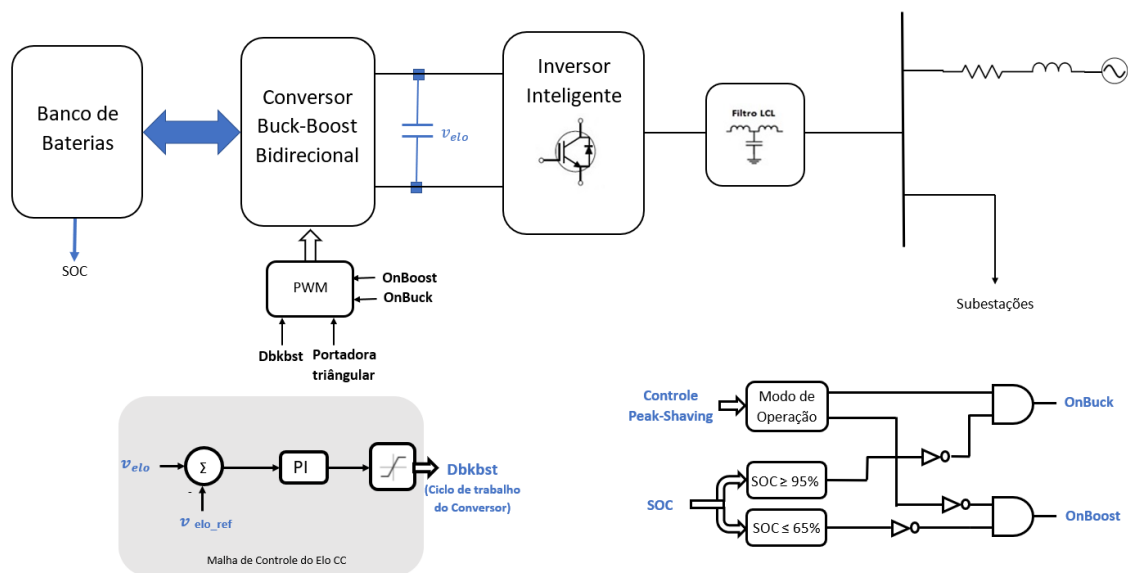 Banco de
Baterias
Conversor
Buck-Boost
Bidirecional
v_elo
Inversor
Inteligente
Filtro LCL
SOC
PWM
OnBoost
OnBuck
Dbkbst
Portadora
triângular
Subestações
v_elo
Σ
-
v elo_ref
PI
Dbkbst
(Ciclo de trabalho
do Conversor)
Malha de Controle do Elo CC
Controle
Peak-Shaving
Modo de
Operação
SOC
SOC ≥ 95%
SOC ≤ 65%
OnBuck
OnBoost